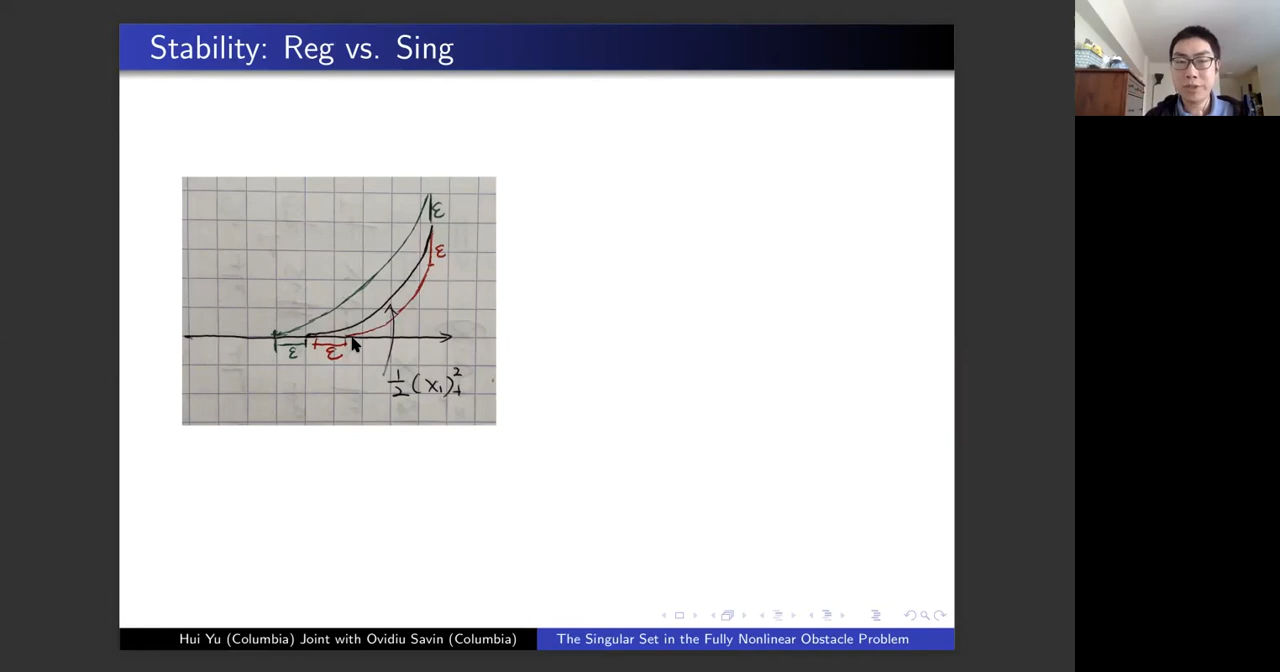 Stability: Reg vs. Sing
ε
ε
ε
ε
1/2 (x₁)₊²
Hui Yu (Columbia) Joint with Ovidiu Savin (Columbia)
The Singular Set in the Fully Nonlinear Obstacle Problem